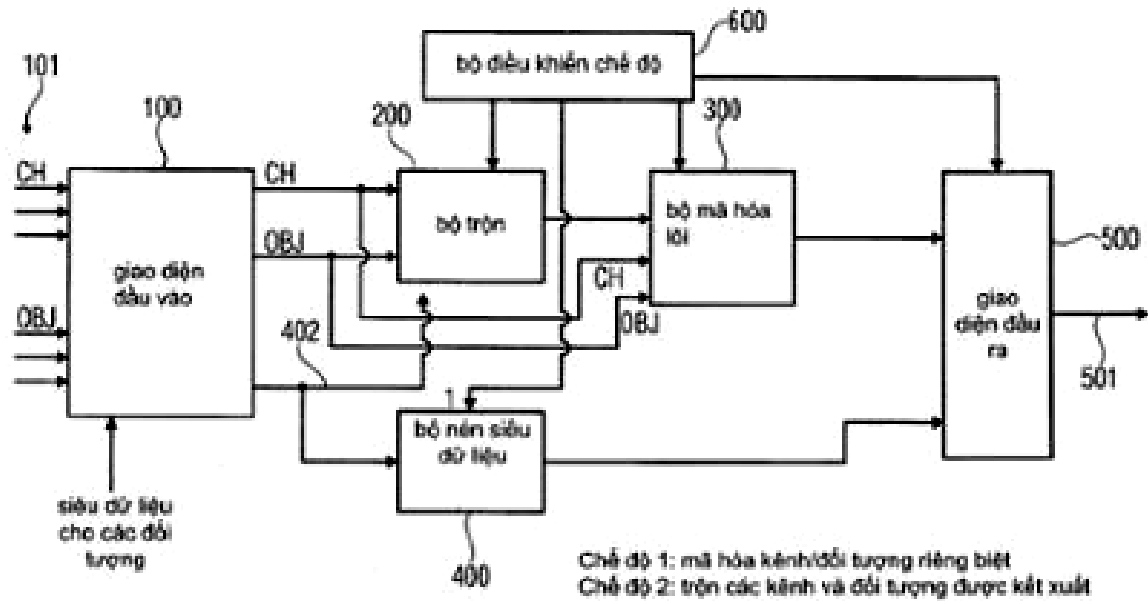 600
bộ điều khiển chế độ
101
100
200
300
CH
CH
bộ trộn
bộ mã hóa
lõi
500
OBJ
giao diện
đầu vào
CH
giao
diện đầu
ra
OBJ
OBJ
402
501
1
bộ nén siêu
dữ liệu
siêu dữ liệu
cho các đối
tượng
400
Chế độ 1: mã hóa kênh/đối tượng riêng biệt
Chế độ 2: trộn các kênh và đối tượng được kết xuất